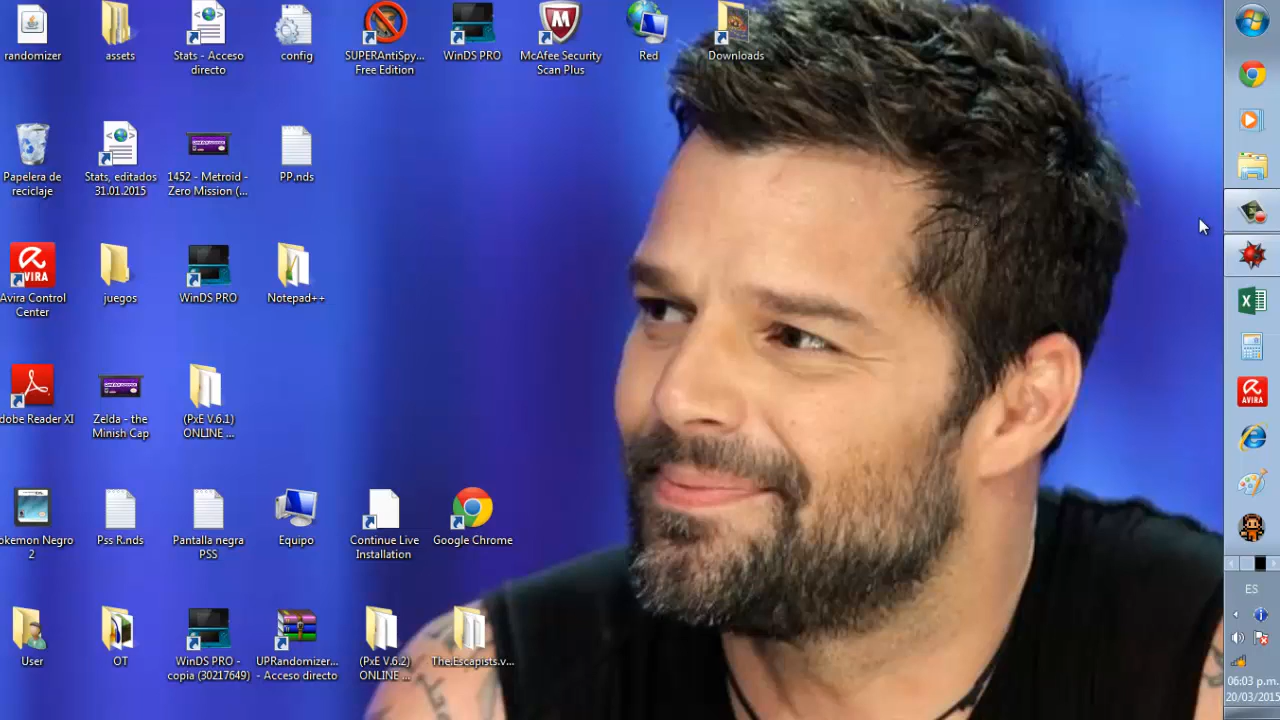 randomizer
assets
Stats - Acceso
directo
config
SUPERAntiSpy...
Free Edition
WinDS PRO
McAfee Security
Scan Plus
Red
Downloads
Papelera de
reciclaje
Stats, editados
31.01.2015
1452 - Metroid -
Zero Mission (...
PP.nds
AVIRA
Avira Control
Center
juegos
WinDS PRO
Notepad++
dobe Reader XI
Zelda - the
Minish Cap
(PxE V.6.1)
ONLINE ...
okemon Negro
2
Pss R.nds
Pantalla negra
PSS
Equipo
Continue Live
Installation
Google Chrome
User
OT
WinDS PRO -
copia (30217649)
UPRandomizer...
- Acceso directo
(PxE V.6.2)
ONLINE ...
The.Escapists.v...
AVIRA
ES
06:03 p.m.
20/03/2015